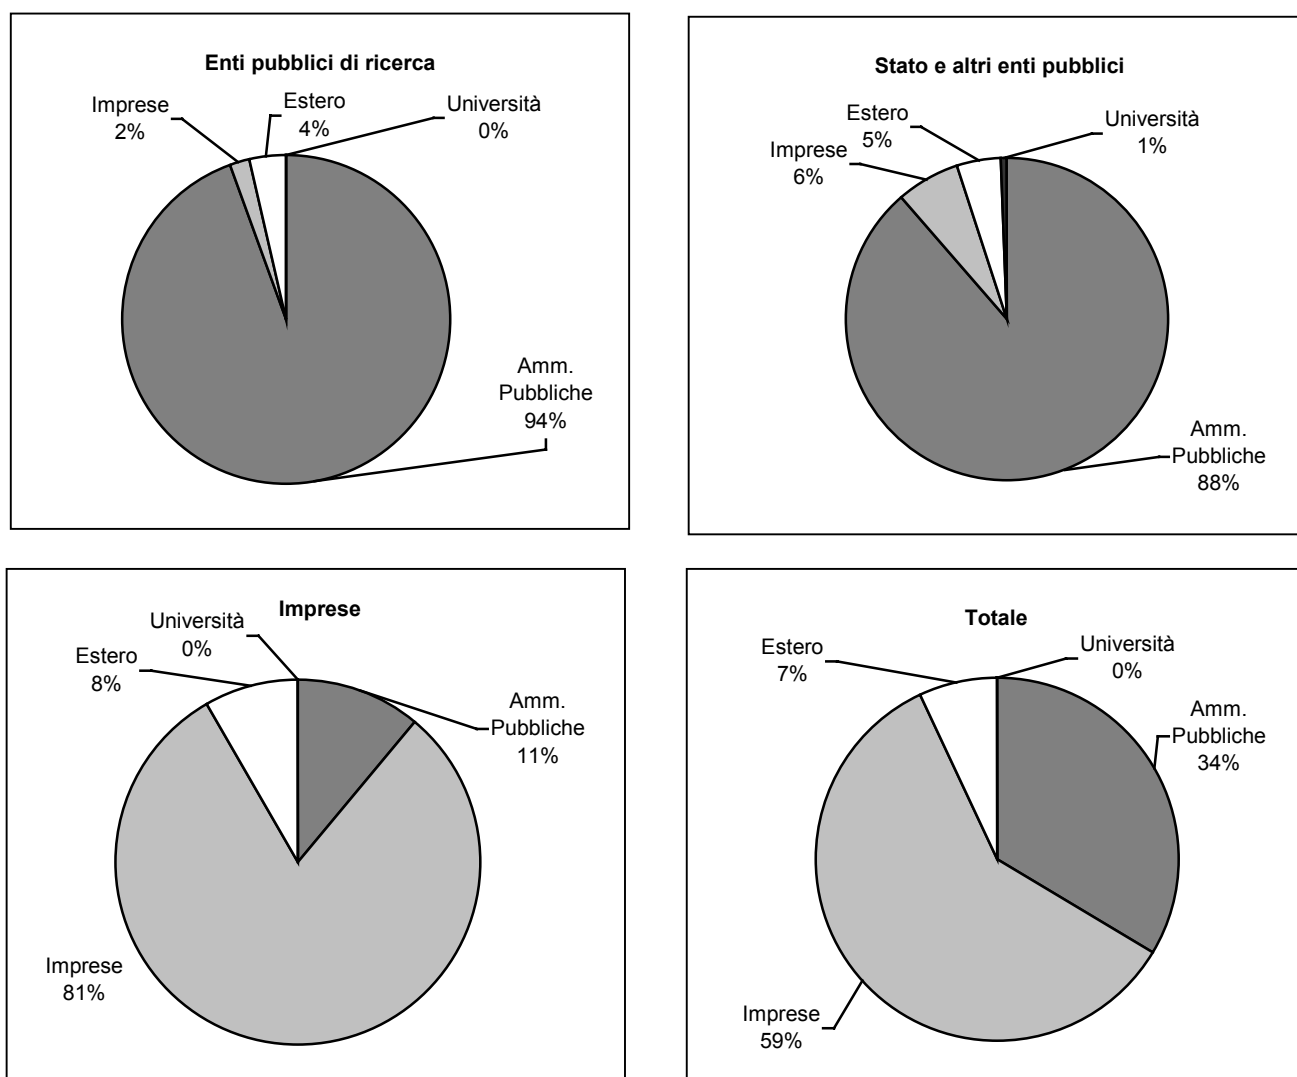 Enti pubblici di ricerca
Imprese
2%
Estero
4%
Università
0%
Amm.
Pubbliche
94%
Stato e altri enti pubblici
Imprese
6%
Estero
5%
Università
1%
Amm.
Pubbliche
88%
Imprese
Università
0%
Estero
8%
Amm.
Pubbliche
11%
Imprese
81%
Totale
Estero
7%
Università
0%
Amm.
Pubbliche
34%
Imprese
59%